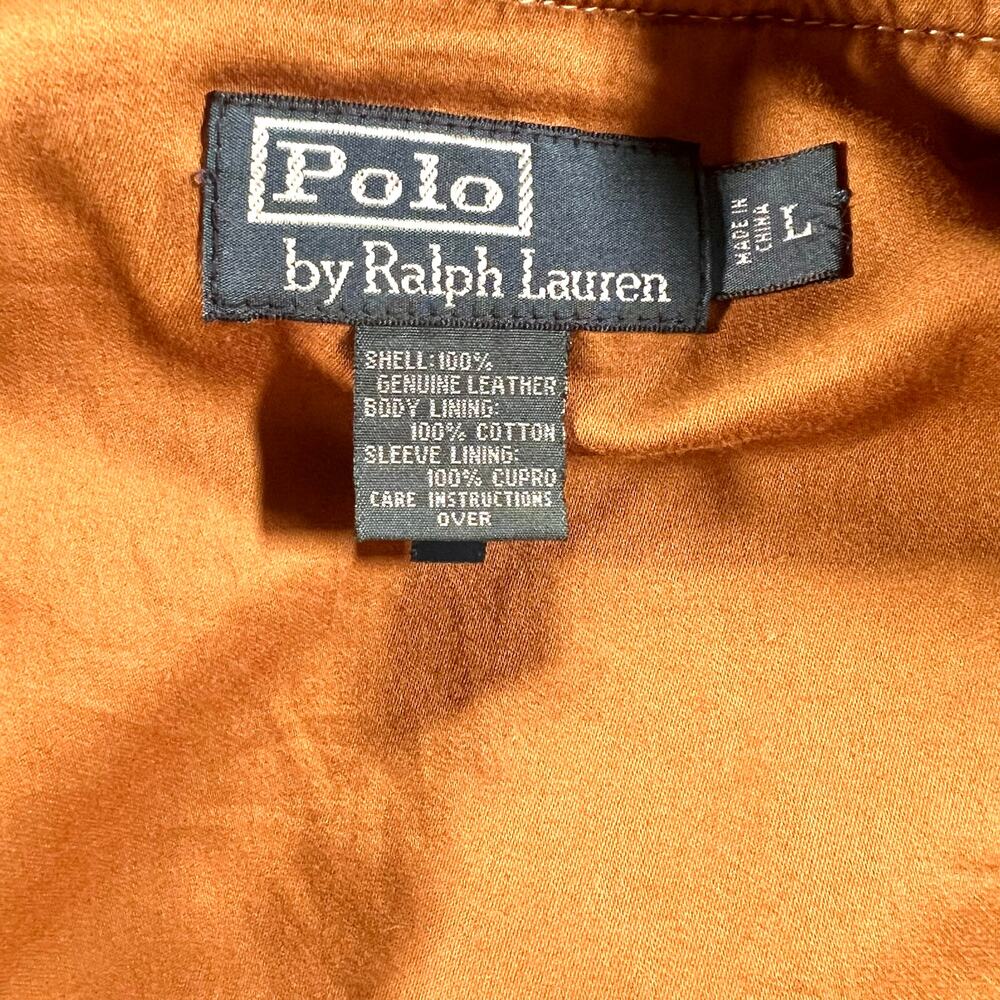 Polo
by Ralph Lauren
MADE IN
CHINA
L
SHELL:100%
GENUINE LEATHER
BODY LINING:
100% COTTON
SLEEVE LINING:
100% CUPRO
CARE INSTRUCTIONS
OVER